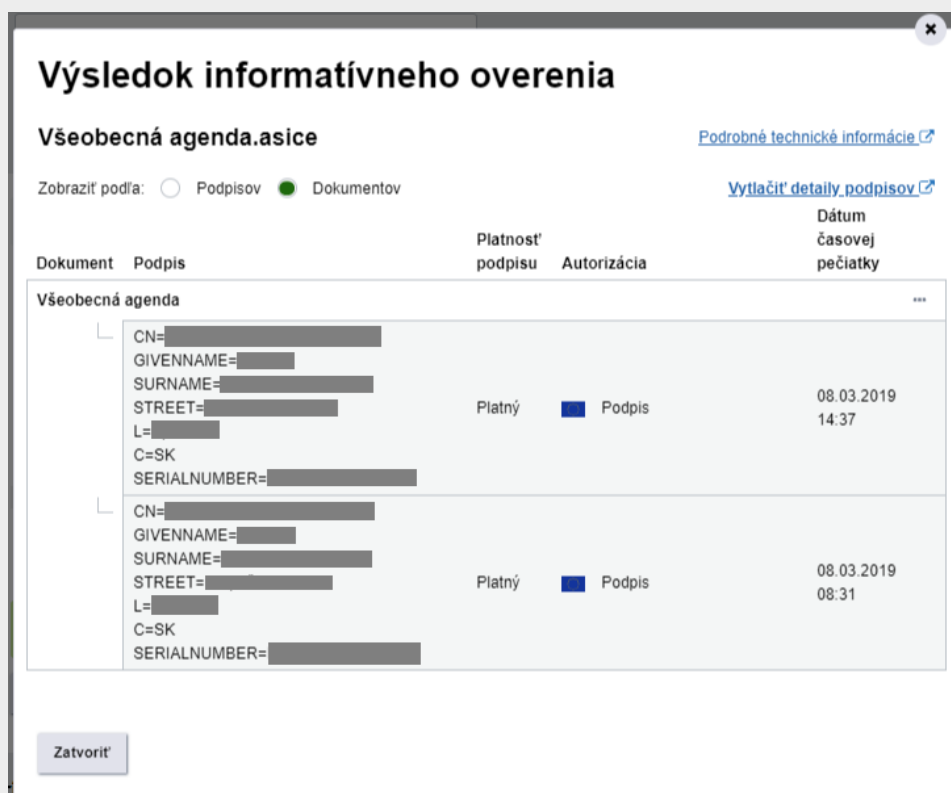 Výsledok informatívneho overenia
Všeobecná agenda.asice
Podrobné technické informácie
Zobraziť podľa: Podpisov Dokumentov
Vytlačiť detaily podpisov
Dokument Podpis Platnosť podpisu Autorizácia Dátum časovej pečiatky
Všeobecná agenda ...
CN=
GIVENNAME=
SURNAME=
STREET=
L=
C=SK
SERIALNUMBER=
Platný Podpis 08.03.2019
14:37
CN=
GIVENNAME=
SURNAME=
STREET=
L=
C=SK
SERIALNUMBER=
Platný Podpis 08.03.2019
08:31
Zatvoriť